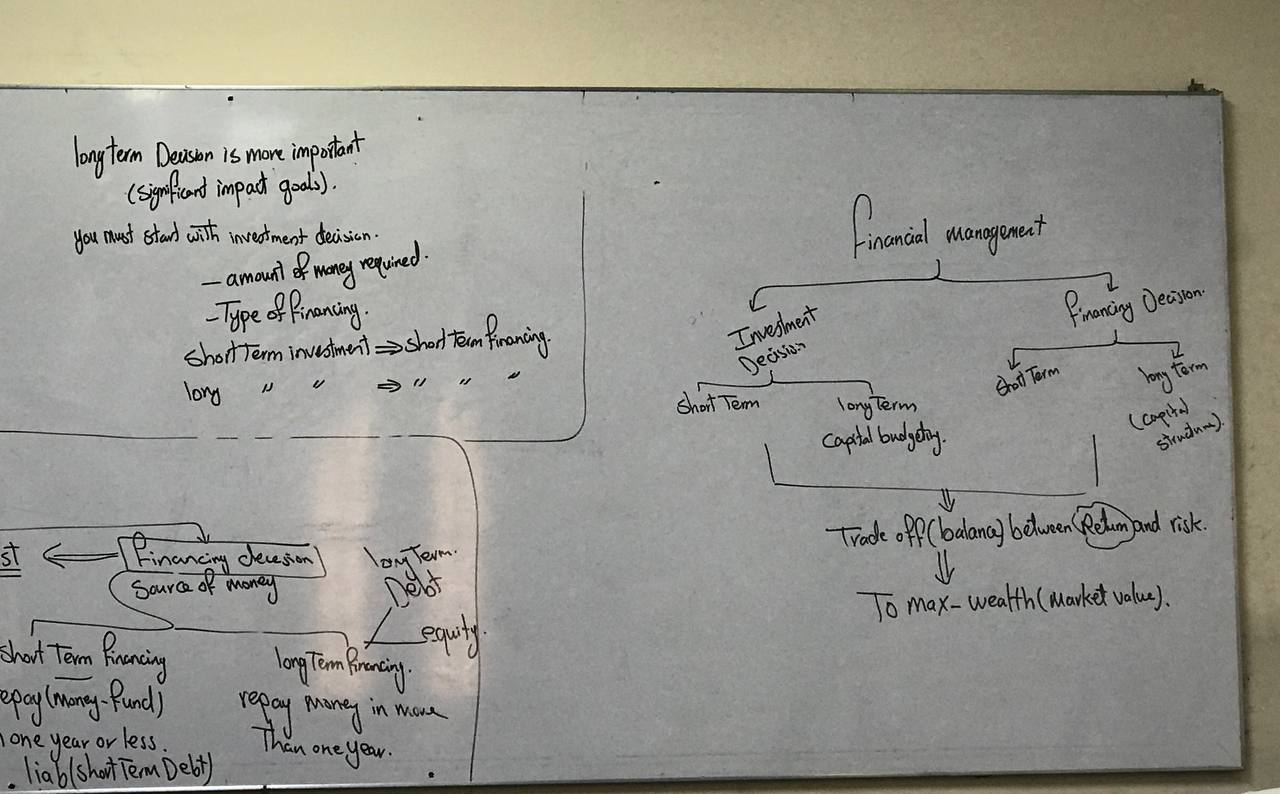 long term Decision is more important
(significant impact goals).
you must start with investment decision.
– amount of money required.
– Type of financing.
Short Term investment ⇒ short Term financing.
long " " ⇒ " " "
st ⇐ Financing decesion
Source of money
long Term.
Debt
equity.
Short Term financing
epay (money-fund)
one year or less.
. liab (short Term Debt)
long Term financing.
repay money in more
Than one year.
Financial management
Investment
Decision
Short Term
long Term
Capital budgeting.
Financing Decision.
Short Term
long Term
(capital
structure).
Trade off (balance) between Return and risk.
To max-wealth (market value).